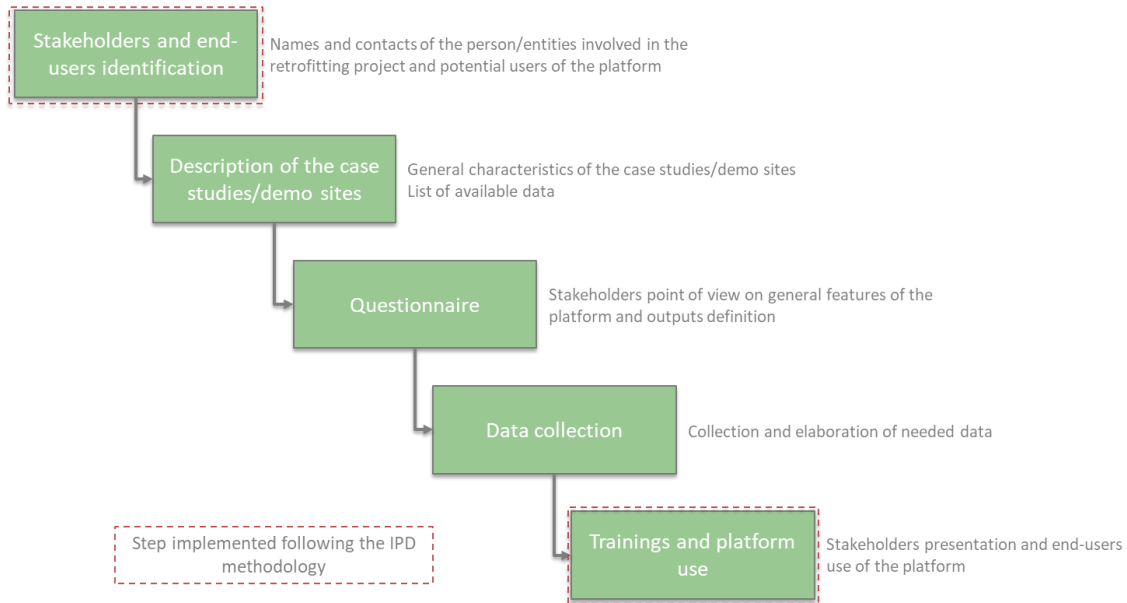 Stakeholders and end-
users identification
Names and contacts of the person/entities involved in the
retrofitting project and potential users of the platform
Description of the case
studies/demo sites
General characteristics of the case studies/demo sites
List of available data
Questionnaire
Stakeholders point of view on general features of the
platform and outputs definition
Data collection
Collection and elaboration of needed data
Trainings and platform
use
Stakeholders presentation and end-users
use of the platform
Step implemented following the IPD
methodology